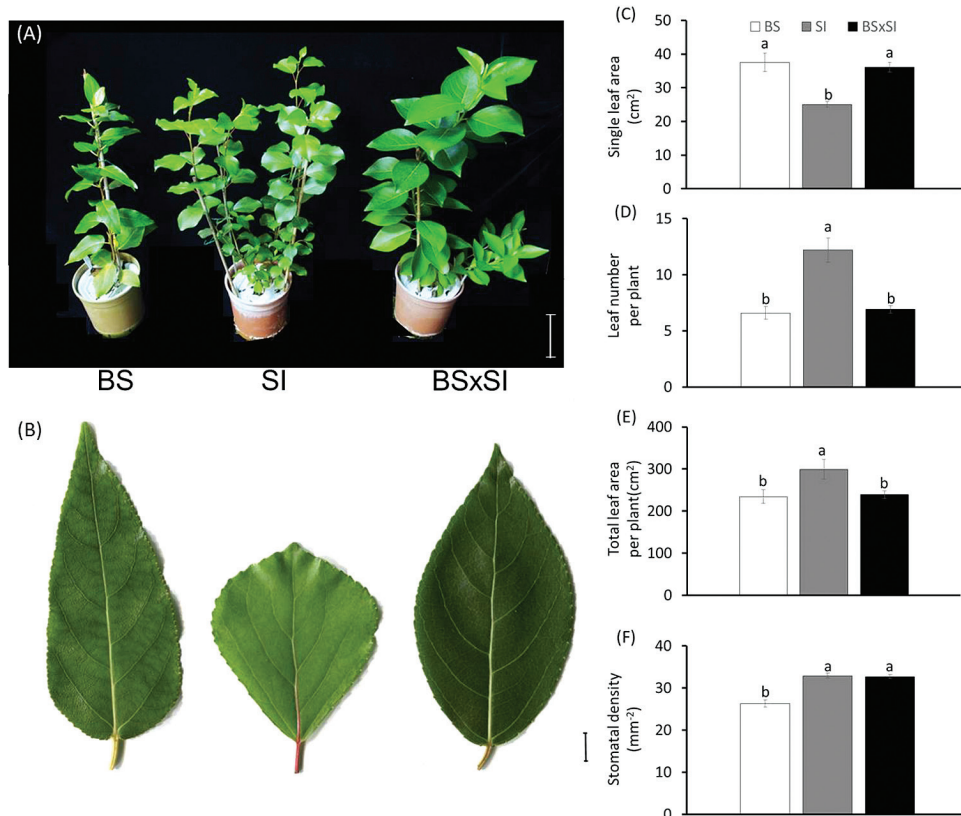 (A)
BS SI BSxSI
(B)
(C)
BS SI BSxSI
Single leaf area
(cm²)
50
40
30
20
10
0
a
b
a
(D)
Leaf number
per plant
15
10
5
0
b
a
b
(E)
Total leaf area
per plant(cm²)
400
300
200
100
0
b
a
b
(F)
Stomatal density
(mm⁻²)
40
30
20
10
0
b
a
a